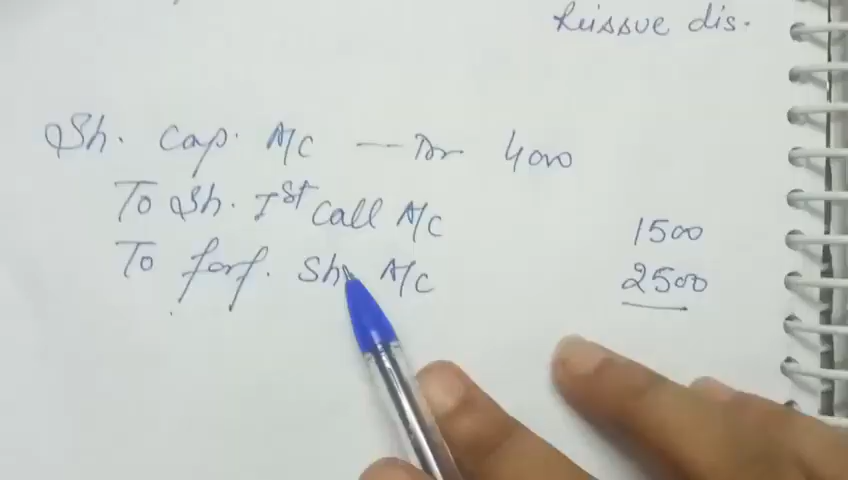 Reissue dis.
Sh. Cap. A/C — Dr 4000
To Sh. Ist Call A/C 1500
To forf. Sh A/C 2500